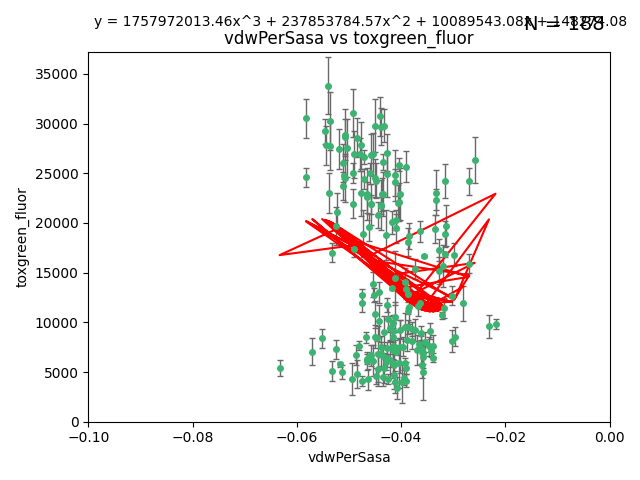 y = 1757972013.46x^3 + 237853784.57x^2 + 10089543.08x +
N = 188
vdwPerSasa vs toxgreen_fluor
35000
30000
25000
20000
15000
10000
5000
0
toxgreen_fluor
−0.10
−0.08
−0.06
−0.04
−0.02
0.00
vdwPerSasa